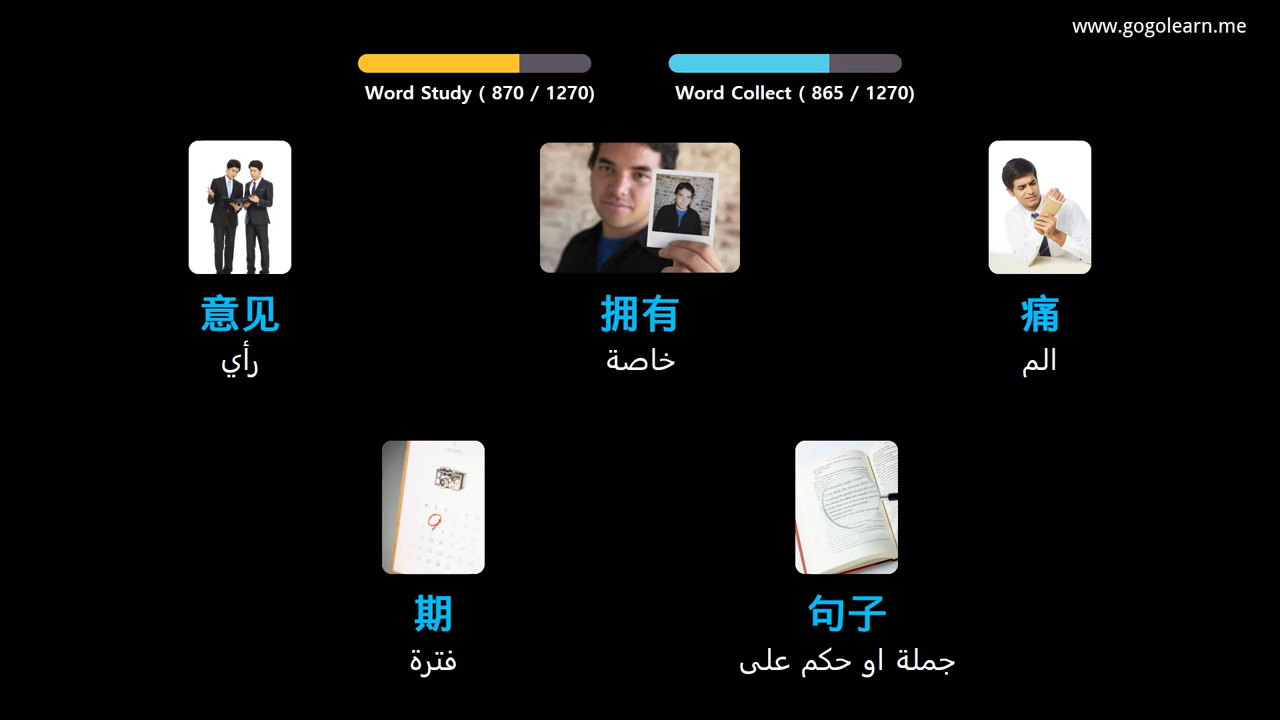 www.gogolearn.me
Word Study ( 870 / 1270)
Word Collect ( 865 / 1270)
意见
رأي
拥有
خاصة
痛
الم
期
فترة
句子
جملة او حكم على